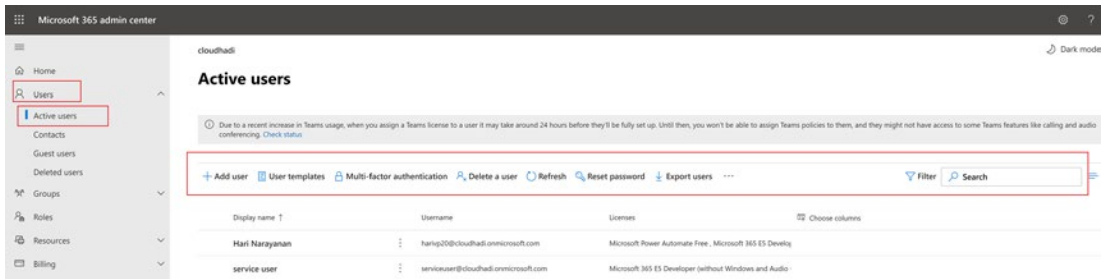 Microsoft 365 admin center
?
cloudhadi
Dark mode
Home
Active users
Users
Active users
Due to a recent increase in Teams usage, when you assign a Teams license to a user it may take around 24 hours before they'll be fully set up. Until then, you won't be able to assign Teams policies to them, and they might not have access to some Teams features like calling and audio
conferencing. Check status
Contacts
Guest users
Deleted users
+ Add user User templates Multi-factor authentication Delete a user Refresh Reset password Export users ··· Filter Search
Groups
Roles
Display name ↑ Username Licenses Choose columns
Resources
Hari Narayanan harivp20@cloudhadi.onmicrosoft.com Microsoft Power Automate Free , Microsoft 365 E5 Develop
Billing
service user serviceuser@cloudhadi.onmicrosoft.com Microsoft 365 E5 Developer (without Windows and Audio